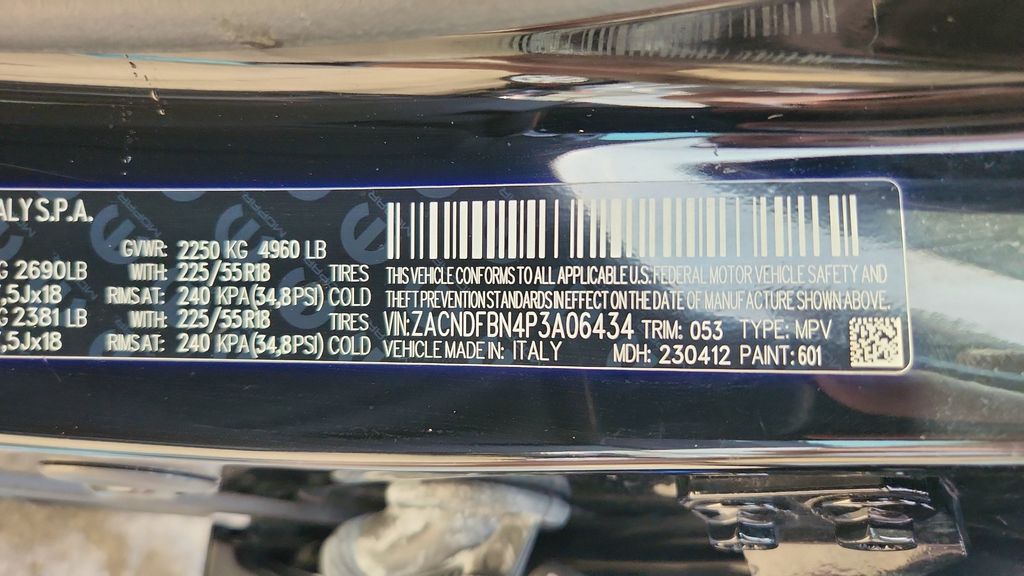 ALY S.P.A.
GVWR: 2250 KG 4960 LB
G 2690LB WITH: 225/55R18 TIRES
,5Jx18 RIMS AT: 240 KPA(34,8PSI) COLD
G 2381 LB WITH: 225/55R18 TIRES
,5Jx18 RIMS AT: 240 KPA(34,8PSI) COLD
THIS VEHICLE CONFORMS TO ALL APPLICABLE U.S. FEDERAL MOTOR VEHICLE SAFETY AND
THEFT PREVENTION STANDARDS IN EFFECT ON THE DATE OF MANUFACTURE SHOWN ABOVE.
VIN: ZACNDFBN4P3A06434 TRIM: 053 TYPE: MPV
VEHICLE MADE IN: ITALY MDH: 230412 PAINT: 601